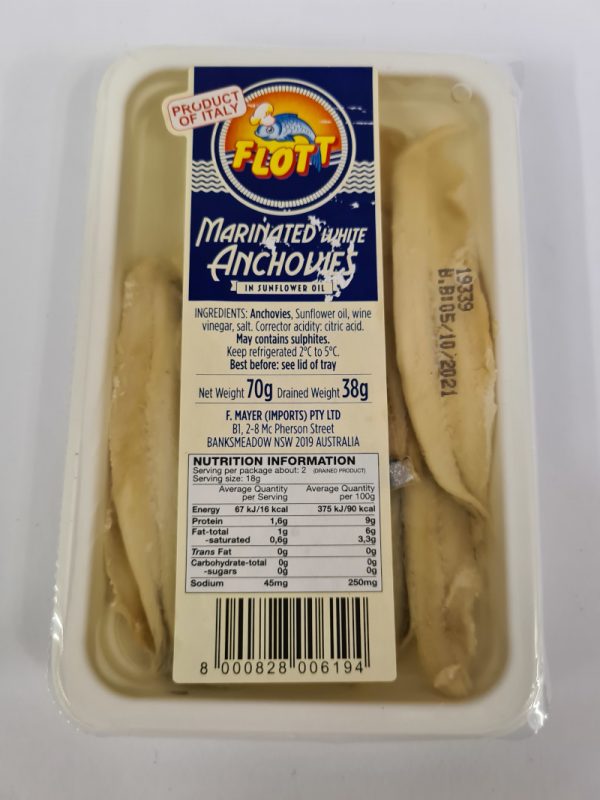 PRODUCT
OF ITALY
FLOTT
MARINATED WHITE
ANCHOVIES
IN SUNFLOWER OIL
INGREDIENTS: Anchovies, Sunflower oil, wine
vinegar, salt. Corrector acidity: citric acid.
May contains sulphites.
Keep refrigerated 2°C to 5°C.
Best before: see lid of tray
Net Weight 70g Drained Weight 38g
F. MAYER (IMPORTS) PTY LTD
B1, 2-8 Mc Pherson Street
BANKSMEADOW NSW 2019 AUSTRALIA
NUTRITION INFORMATION
Serving per package about: 2 (DRAINED PRODUCT)
Serving size: 18g
Average Quantity Average Quantity
per Serving per 100g
Energy 67 kJ/16 kcal 375 kJ/90 kcal
Protein 1,6g 9g
Fat-total 1g 6g
-saturated 0,6g 3,3g
Trans Fat 0g 0g
Carbohydrate-total 0g 0g
-sugars 0g 0g
Sodium 45mg 250mg
8 000828 006194
19339
B.B:05/10/2021